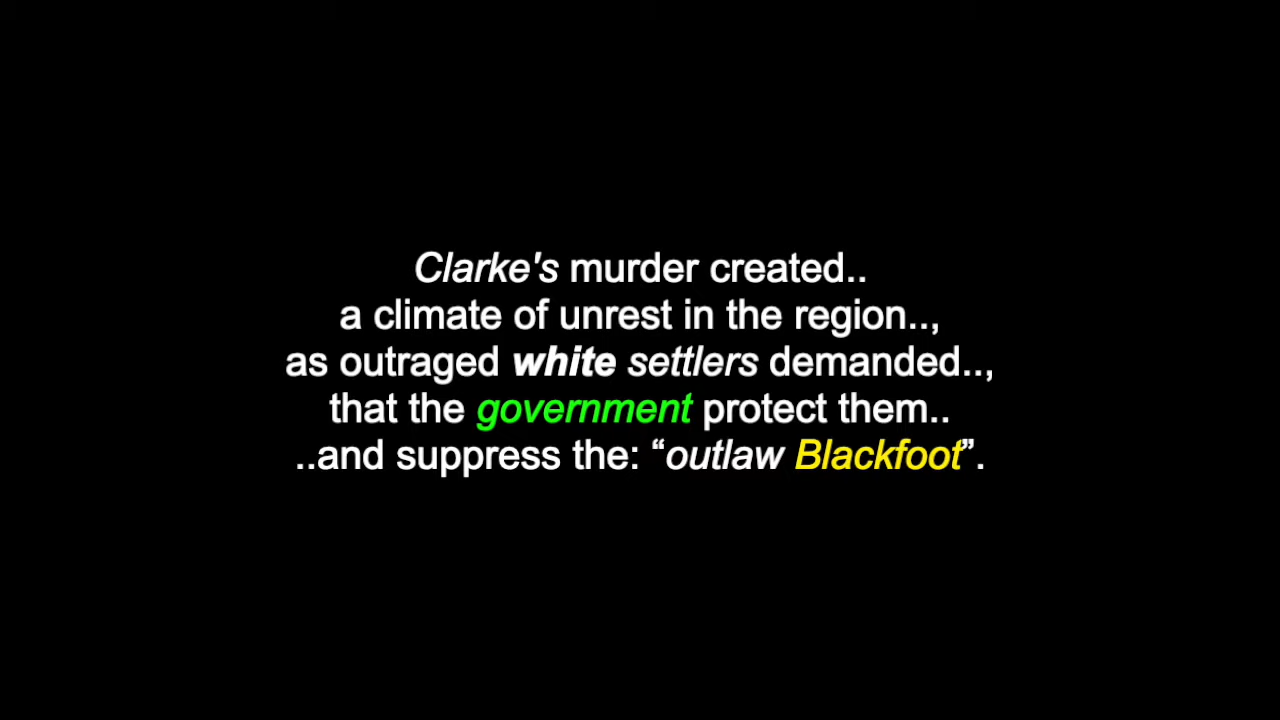 Clarke's murder created..
a climate of unrest in the region..,
as outraged white settlers demanded..,
that the government protect them..
..and suppress the: “outlaw Blackfoot”.